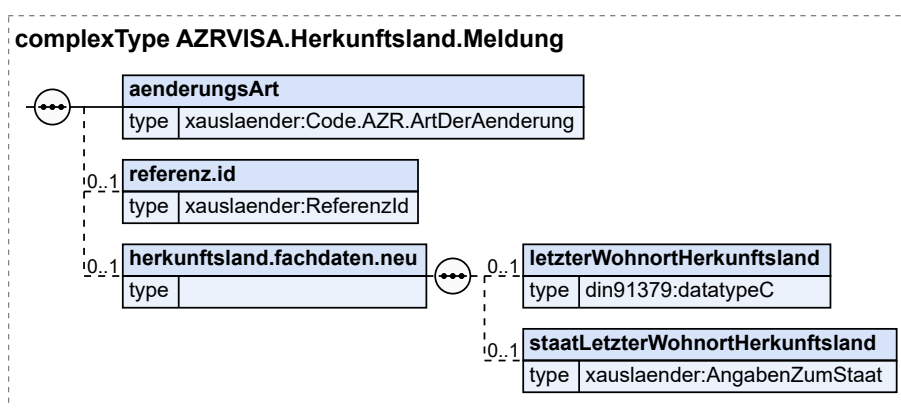 complexType AZRVISA.Herkunftsland.Meldung
aenderungsArt
type xauslaender:Code.AZR.ArtDerAenderung
0..1 referenz.id
type xauslaender:ReferenzId
0..1 herkunftsland.fachdaten.neu 0..1 letzterWohnortHerkunftsland
type type din91379:datatypeC
0..1 staatLetzterWohnortHerkunftsland
type xauslaender:AngabenZumStaat